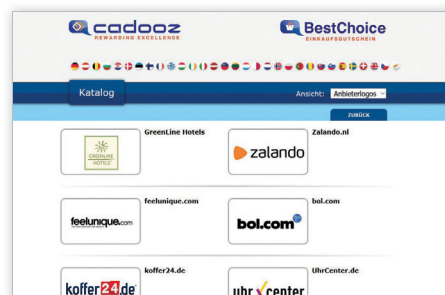 cadooz
REWARDING EXCELLENCE
BestChoice
EINKAUFSGUTSCHEIN
Katalog
Ansicht: Anbieterlogos
ZURÜCK
GREENLINE HOTELS
GreenLine Hotels
zalando
Zalando.nl
feelunique.com
feelunique.com
bol.com
bol.com
koffer24.de
koffer24.de
uhrcenter
UhrCenter.de